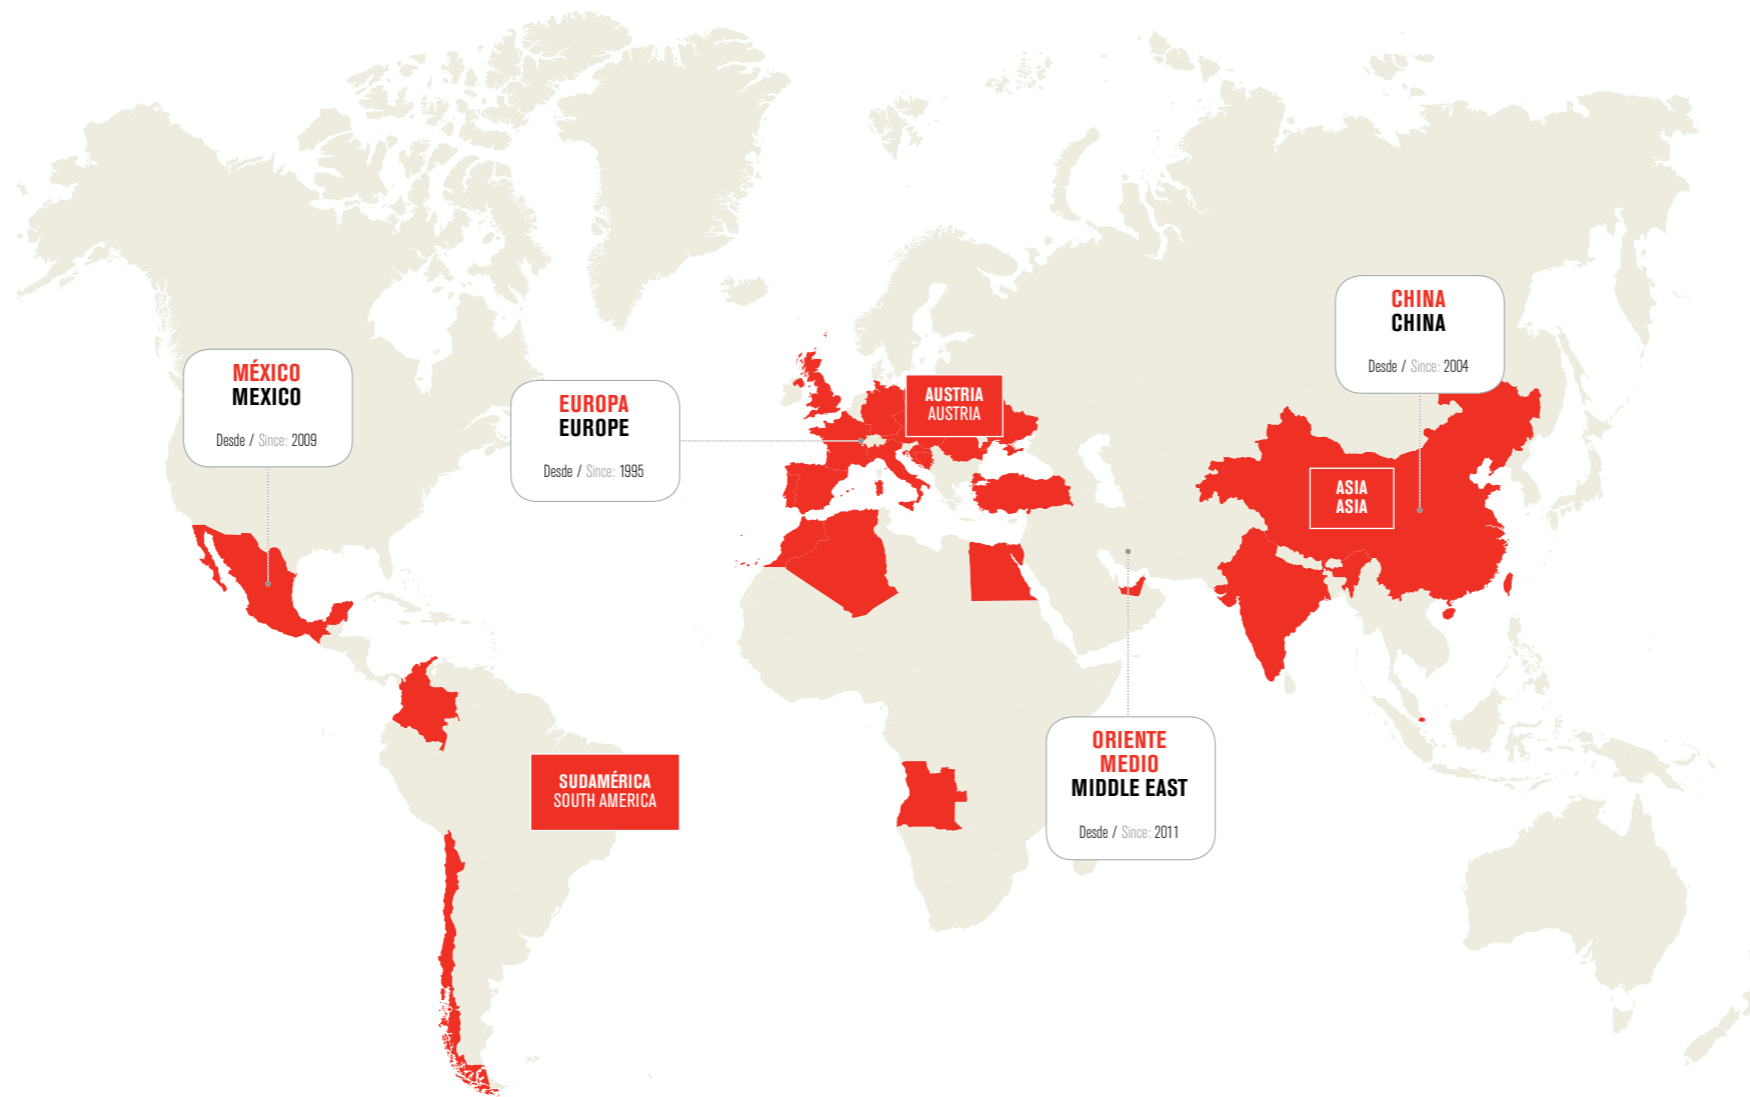 MÉXICO
MEXICO
Desde / Since: 2009
EUROPA
EUROPE
Desde / Since: 1995
AUSTRIA
AUSTRIA
CHINA
CHINA
Desde / Since: 2004
ASIA
ASIA
SUDAMÉRICA
SOUTH AMERICA
ORIENTE
MEDIO
MIDDLE EAST
Desde / Since: 2011